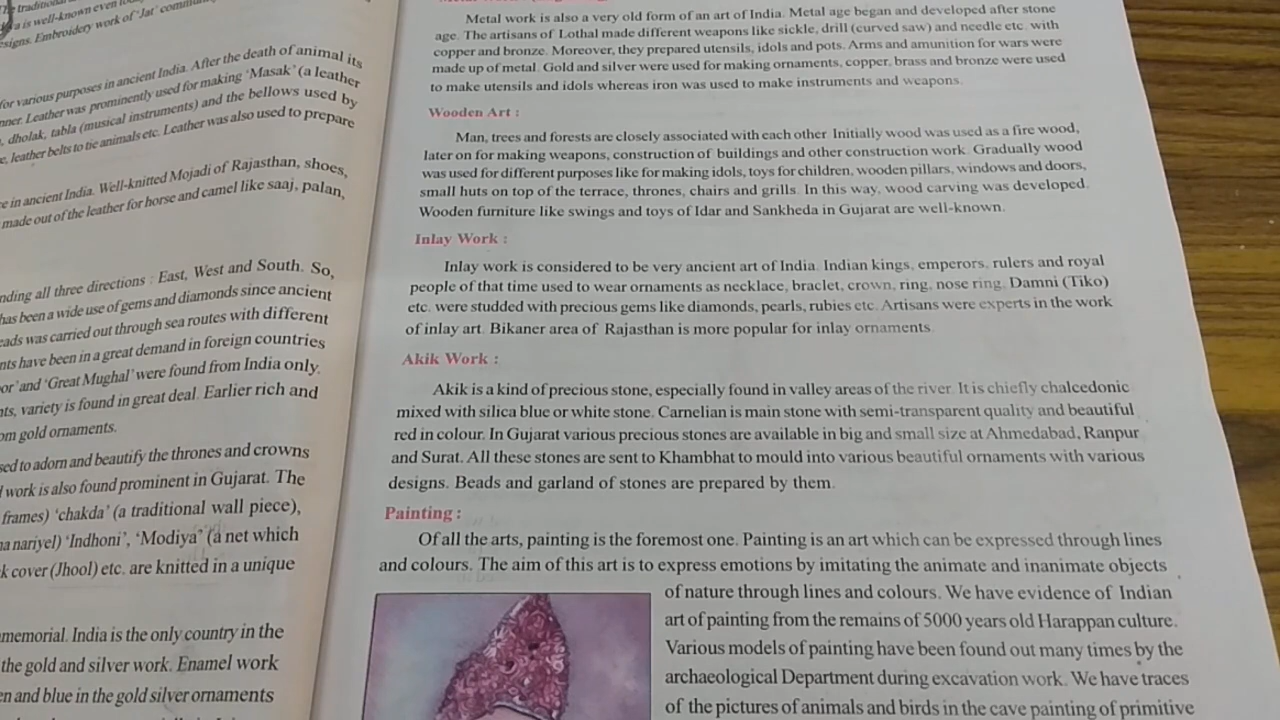 signs. Embroidery work of 'Jat'
for various purposes in ancient India. After the death of animal its
Leather was prominently used for making 'Masak' (a leather
dholak, tabla (musical instruments) and the bellows used by
leather belts to tie animals etc. Leather was also used to prepare
in ancient India. Well-knitted Mojadi of Rajasthan, shoes,
made out of the leather for horse and camel like saaj, palan,
all three directions : East, West and South. So,
has been a wide use of gems and diamonds since ancient
was carried out through sea routes with different
have been in a great demand in foreign countries
and 'Great Mughal' were found from India only.
variety is found in great deal. Earlier rich and
gold ornaments.
to adorn and beautify the thrones and crowns
work is also found prominent in Gujarat. The
frames) 'chakda' (a traditional wall piece),
nariyel) 'Indhoni', 'Modiya' (a net which
cover (Jhool) etc. are knitted in a unique
memorial. India is the only country in the
the gold and silver work. Enamel work
and blue in the gold silver ornaments
Metal work is also a very old form of an art of India. Metal age began and developed after stone
age. The artisans of Lothal made different weapons like sickle, drill (curved saw) and needle etc. with
copper and bronze. Moreover, they prepared utensils, idols and pots. Arms and amunition for wars were
made up of metal. Gold and silver were used for making ornaments, copper, brass and bronze were used
to make utensils and idols whereas iron was used to make instruments and weapons.
Wooden Art :
Man, trees and forests are closely associated with each other. Initially wood was used as a fire wood,
later on for making weapons, construction of buildings and other construction work. Gradually wood
was used for different purposes like for making idols, toys for children, wooden pillars, windows and doors,
small huts on top of the terrace, thrones, chairs and grills. In this way, wood carving was developed.
Wooden furniture like swings and toys of Idar and Sankheda in Gujarat are well-known.
Inlay Work :
Inlay work is considered to be very ancient art of India. Indian kings, emperors, rulers and royal
people of that time used to wear ornaments as necklace, braclet, crown, ring, nose ring, Damni (Tiko)
etc. were studded with precious gems like diamonds, pearls, rubies etc. Artisans were experts in the work
of inlay art. Bikaner area of Rajasthan is more popular for inlay ornaments.
Akik Work :
Akik is a kind of precious stone, especially found in valley areas of the river. It is chiefly chalcedonic
mixed with silica blue or white stone. Carnelian is main stone with semi-transparent quality and beautiful
red in colour. In Gujarat various precious stones are available in big and small size at Ahmedabad, Ranpur
and Surat. All these stones are sent to Khambhat to mould into various beautiful ornaments with various
designs. Beads and garland of stones are prepared by them.
Painting :
Of all the arts, painting is the foremost one. Painting is an art which can be expressed through lines
and colours. The aim of this art is to express emotions by imitating the animate and inanimate objects
of nature through lines and colours. We have evidence of Indian
art of painting from the remains of 5000 years old Harappan culture.
Various models of painting have been found out many times by the
archaeological Department during excavation work. We have traces
of the pictures of animals and birds in the cave painting of primitive